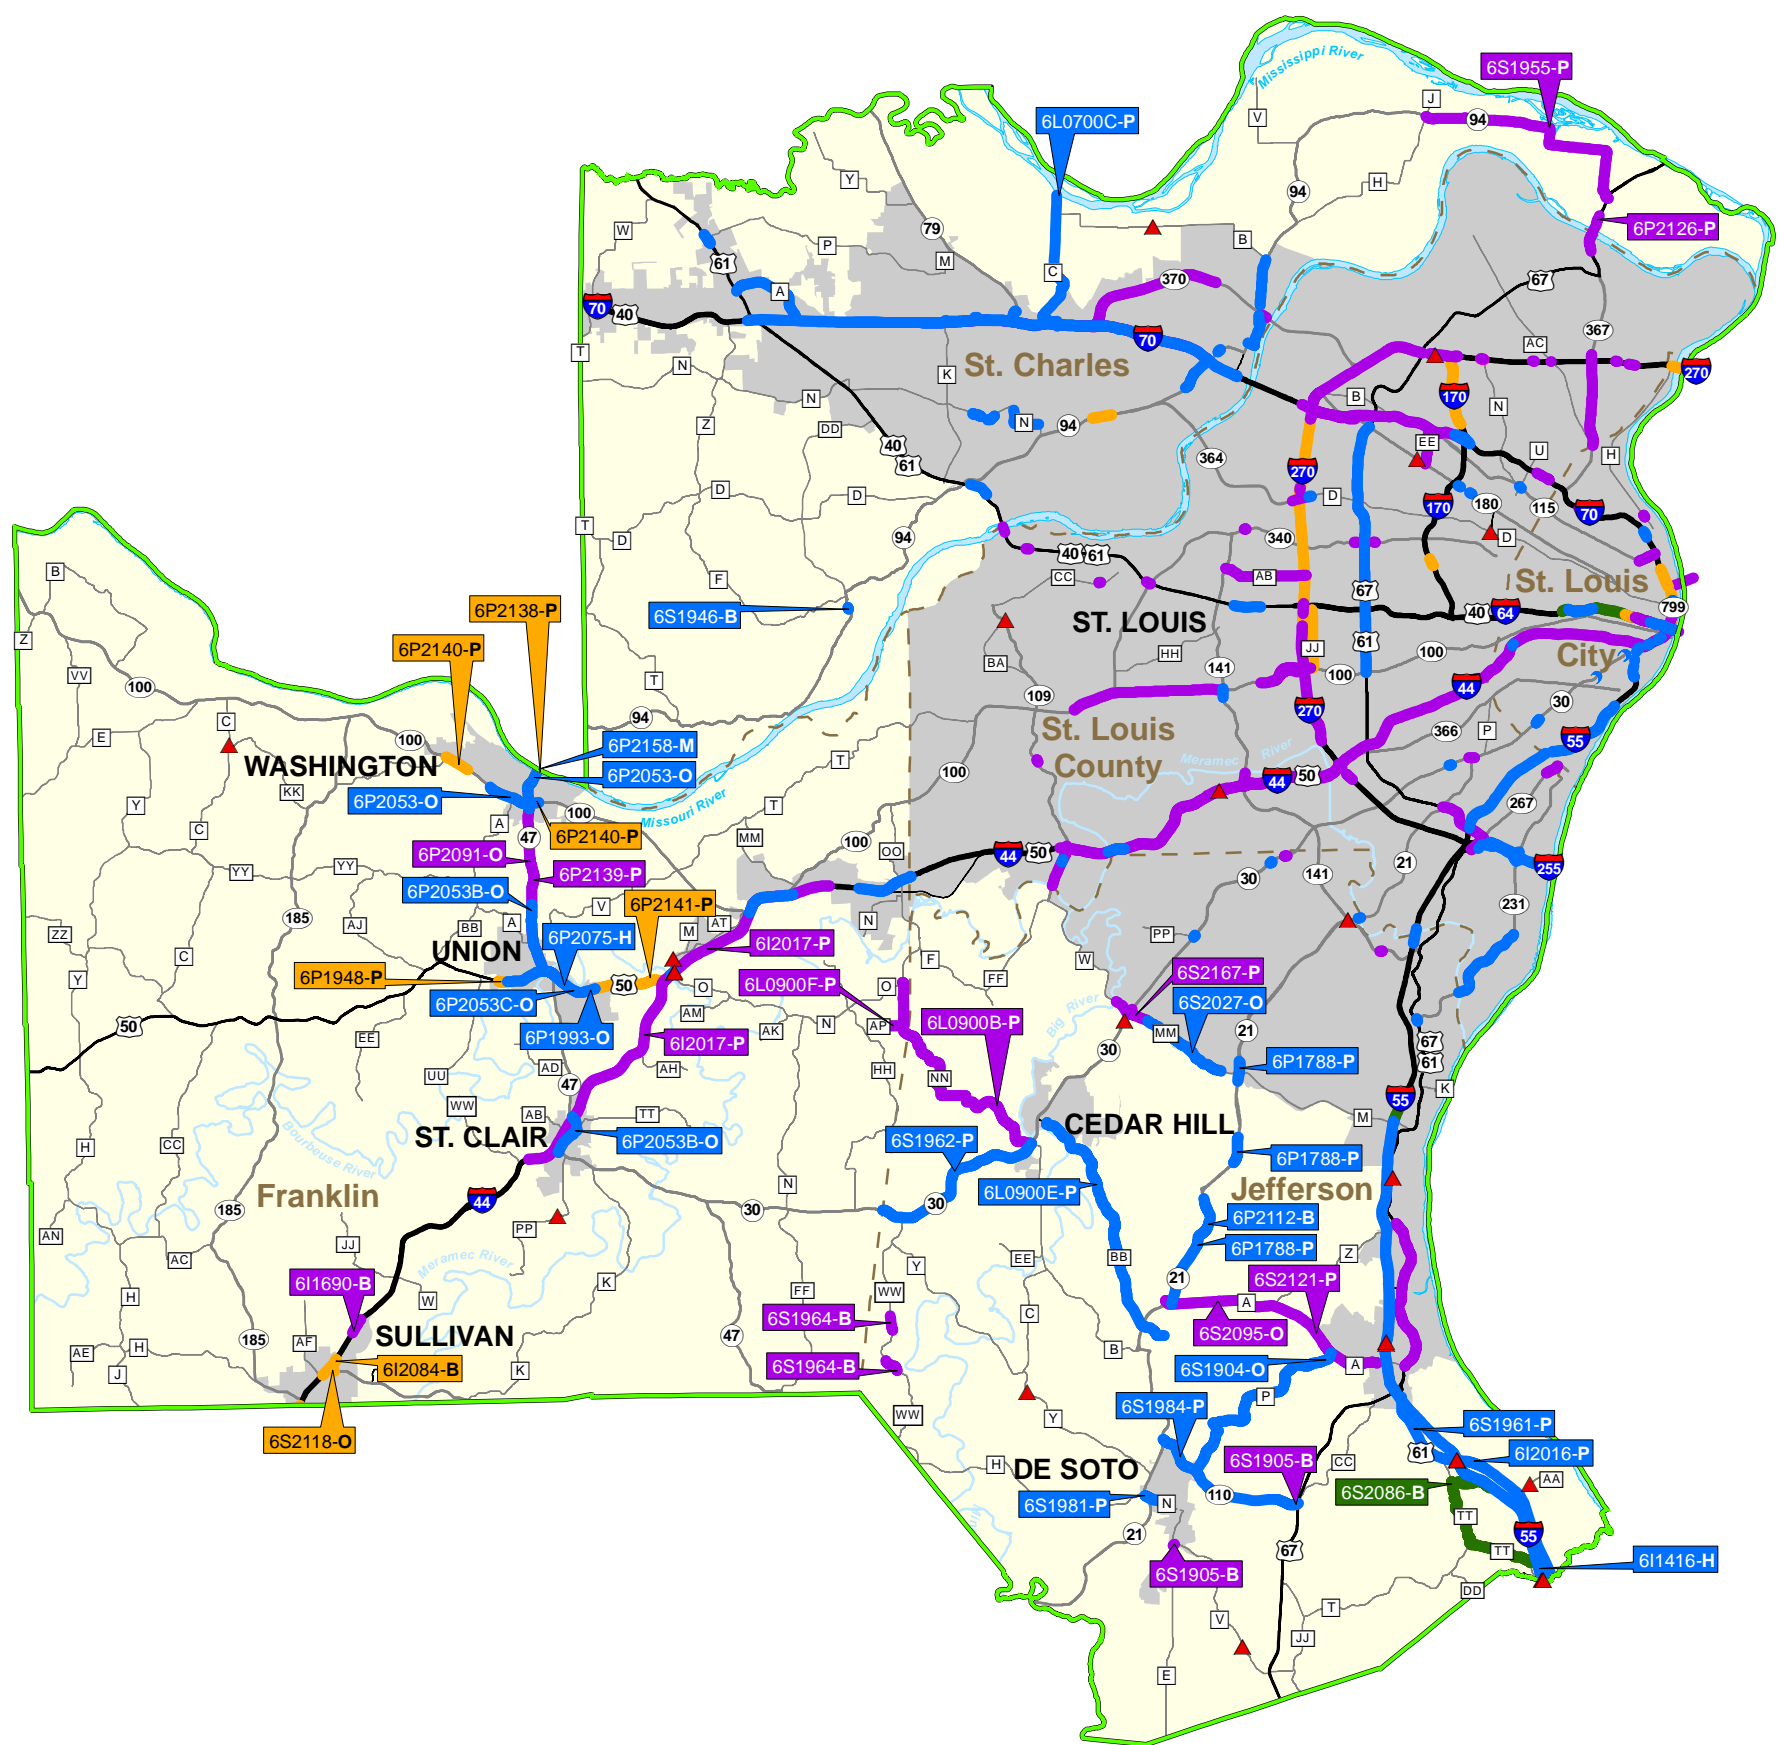 Mississippi River
6S1955-P
J
94
V
6L0700C-P
Y
H
94
6P2126-P
W
79
P
M
B
61
C
370
67
A
70
40
367
T
70
AC
St. Charles
270
N
K
170
B
N
N
DD
N
94
Z
40
61
EE
U
H
364
270
D
D
D
170
180
115
70
T
D
94
340
D
40
61
B
F
CC
AB
St. Louis
6P2138-P
6S1946-B
67
40
64
799
ST. LOUIS
Z
6P2140-P
61
HH
JJ
100
City
VV
BA
141
100
T
100
44
109
30
C
94
270
St. Louis
E
100
366
P
55
6P2158-M
County
Meramec River
WASHINGTON
6P2053-O
T
100
44
50
KK
6P2053-O
Missouri River
Y
100
T
267
A
6P2140-P
C
47
MM
100
6P2091-O
OO
44
50
21
255
YY
YY
6P2139-P
30
141
6P2053B-O
6P2141-P
231
185
V
A
AJ
BB
N
ZZ
AT
M
PP
6P2075-H
6I2017-P
UNION
C
F
W
6P1948-P
FF
6S2167-P
Y
50
6L0900F-P
O
O
6P2053C-O
AM
6S2027-O
Big River
50
AK
N
AP
6L0900B-P
21
MM
6P1993-O
6I2017-P
67
61
EE
30
6P1788-P
AD
AH
HH
NN
UU
47
K
WW
AB
TT
55
M
ST. CLAIR
CEDAR HILL
6P2053B-O
6S1962-P
H
CC
Bourbeuse River
6P1788-P
N
6L0900E-P
Jefferson
Franklin
44
30
30
185
6P2112-B
AN
PP
JJ
6P1788-P
AC
BB
EE
Z
Meramec River
Y
21
6S2121-P
6I1690-B
K
H
W
FF
WW
A
C
6S1964-B
185
SULLIVAN
47
6S2095-O
AF
H
AE
B
6S1904-O
A
6I2084-B
6S1964-B
J
K
P
6S1984-P
WW
Y
6S1961-P
6S2118-O
61
6I2016-P
6S1905-B
CC
H
DE SOTO
AA
6S2086-B
110
6S1981-P
N
TT
21
55
67
TT
6I1416-H
6S1905-B
DD
T
V
JJ
E